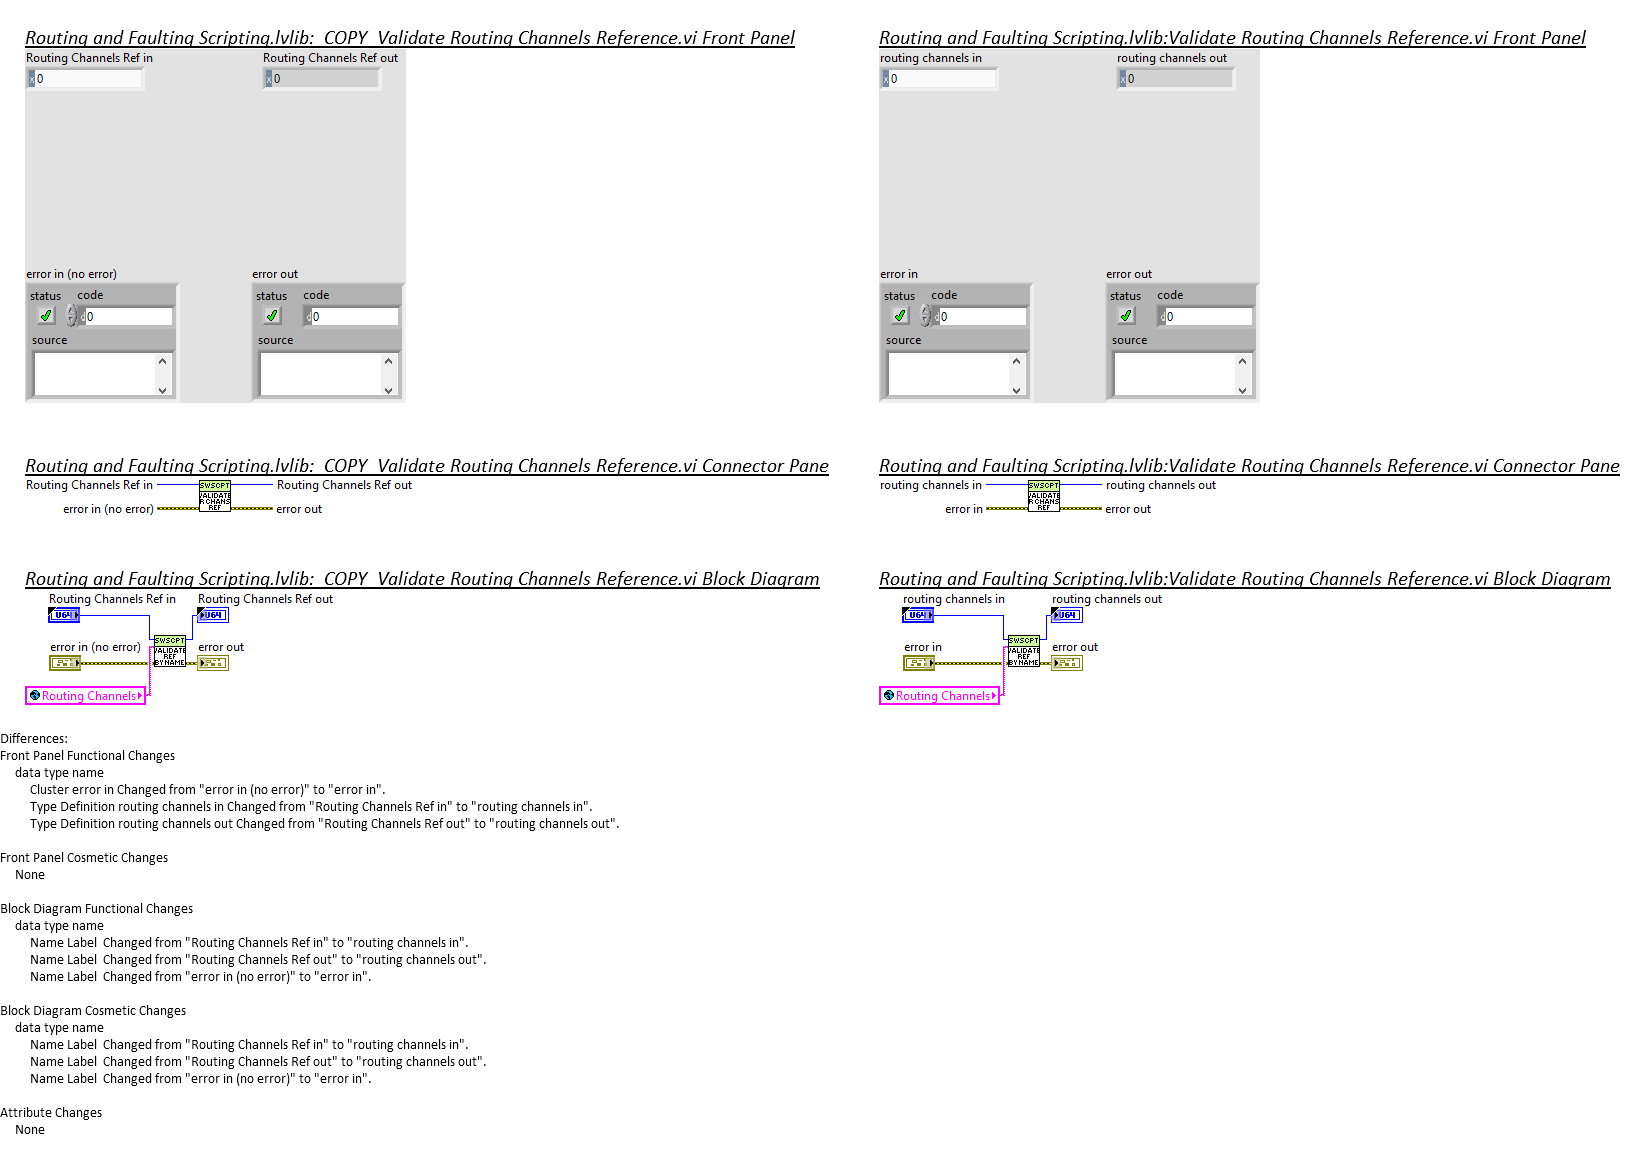 Routing and Faulting Scripting.lvlib:_COPY_Validate Routing Channels Reference.vi Front Panel
Routing Channels Ref in
Routing Channels Ref out
x 0
x 0
error in (no error)
error out
status
code
d 0
source
status
code
d 0
source
Routing and Faulting Scripting.lvlib:Validate Routing Channels Reference.vi Front Panel
routing channels in
routing channels out
x 0
x 0
error in
error out
status
code
d 0
source
status
code
d 0
source
Routing and Faulting Scripting.lvlib:_COPY_Validate Routing Channels Reference.vi Connector Pane
Routing Channels Ref in
SWSCPT
VALIDATE
R CHANS
REF
Routing Channels Ref out
error in (no error)
error out
Routing and Faulting Scripting.lvlib:Validate Routing Channels Reference.vi Connector Pane
routing channels in
SWSCPT
VALIDATE
R CHANS
REF
routing channels out
error in
error out
Routing and Faulting Scripting.lvlib:_COPY_Validate Routing Channels Reference.vi Block Diagram
Routing Channels Ref in
Routing Channels Ref out
U64
U64
error in (no error)
SWSCPT
VALIDATE
REF
BY NAME
error out
Routing Channels
Routing and Faulting Scripting.lvlib:Validate Routing Channels Reference.vi Block Diagram
routing channels in
routing channels out
U64
U64
error in
SWSCPT
VALIDATE
REF
BY NAME
error out
Routing Channels
Differences:
Front Panel Functional Changes
data type name
Cluster error in Changed from "error in (no error)" to "error in".
Type Definition routing channels in Changed from "Routing Channels Ref in" to "routing channels in".
Type Definition routing channels out Changed from "Routing Channels Ref out" to "routing channels out".
Front Panel Cosmetic Changes
None
Block Diagram Functional Changes
data type name
Name Label  Changed from "Routing Channels Ref in" to "routing channels in".
Name Label  Changed from "Routing Channels Ref out" to "routing channels out".
Name Label  Changed from "error in (no error)" to "error in".
Block Diagram Cosmetic Changes
data type name
Name Label  Changed from "Routing Channels Ref in" to "routing channels in".
Name Label  Changed from "Routing Channels Ref out" to "routing channels out".
Name Label  Changed from "error in (no error)" to "error in".
Attribute Changes
None